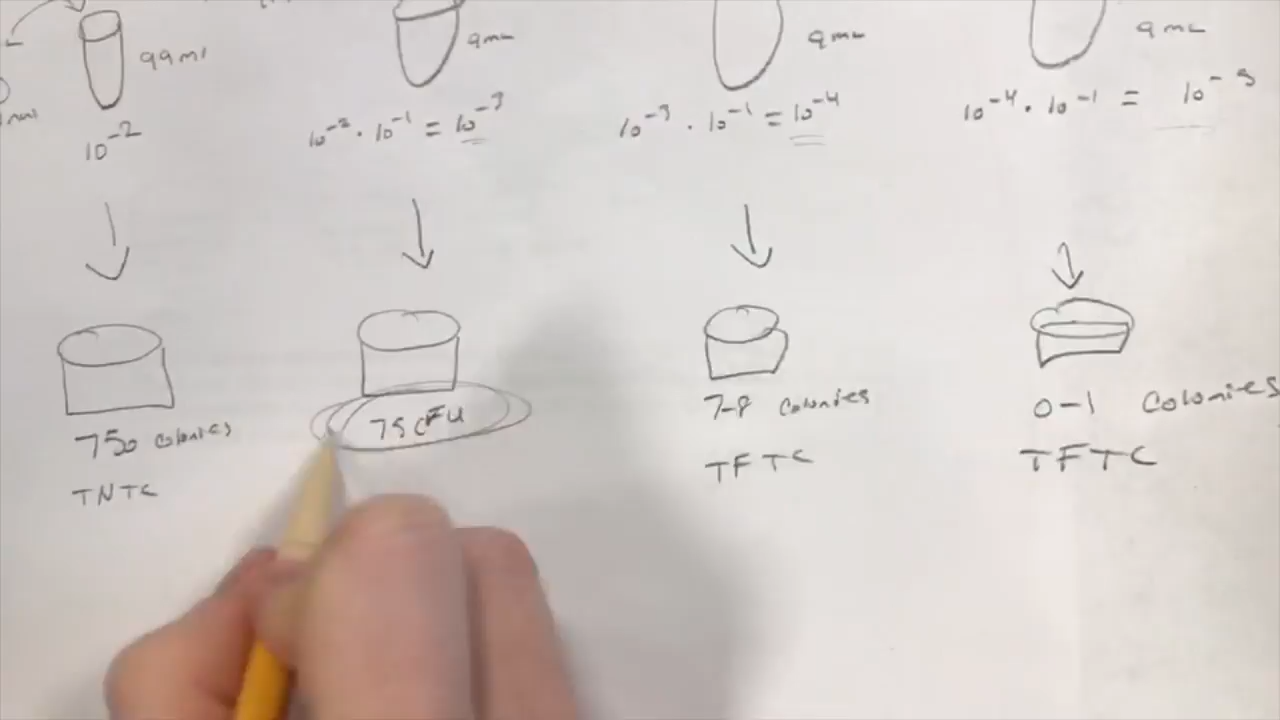 99ml
9mL
9mL
9mL
10⁻²
10⁻² · 10⁻¹ = 10⁻³
10⁻³ · 10⁻¹ = 10⁻⁴
10⁻⁴ · 10⁻¹ = 10⁻⁵
750 colonies
TNTC
75 CFU
7-8 colonies
TFTC
0-1 colonies
TFTC